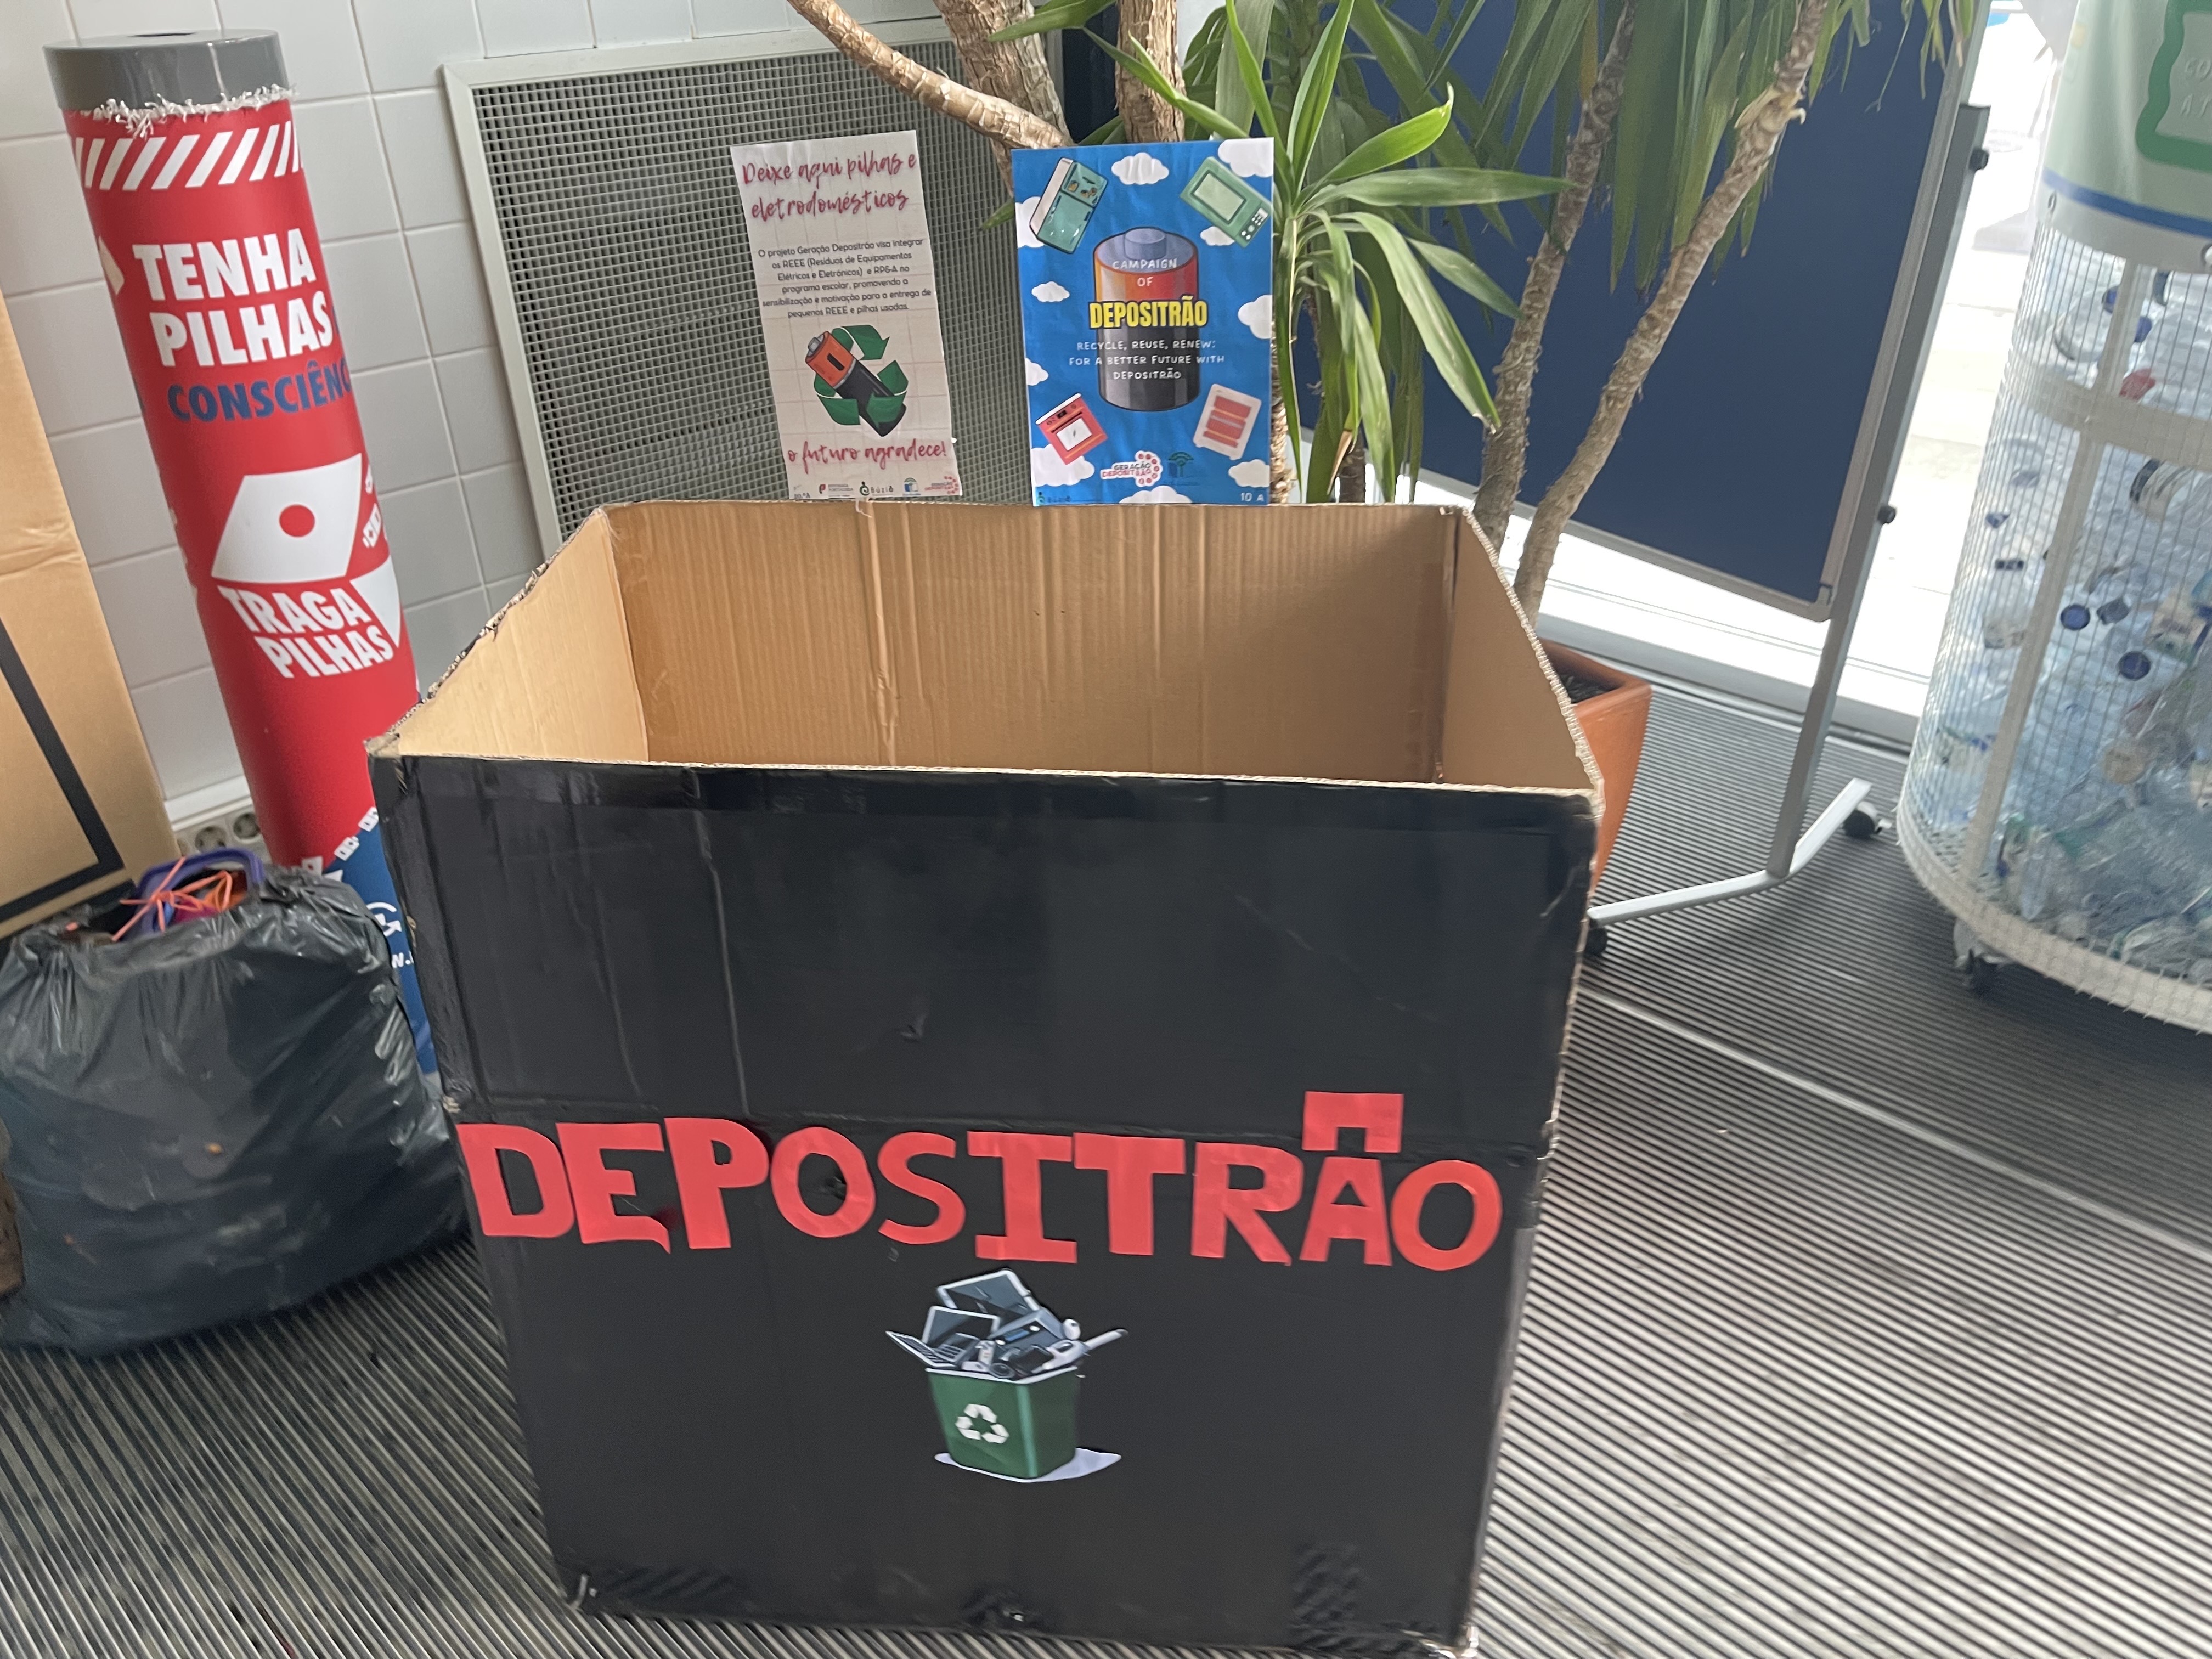 TENHA
PILHAS
TRAGA
PILHAS
Deixe aqui pilhas e
eletrodomésticos
O projeto Geração Depositrão visa integrar
os REEE (Resíduos de Equipamentos
Elétricos e Eletrónicos) e RP&A no
programa escolar, promovendo a
sensibilização e motivação para a entrega de
pequenos REEE e pilhas usadas.
o futuro agradece!
CAMPAIGN
OF
DEPOSITRÃO
RECYCLE, REUSE, RENEW:
FOR A BETTER FUTURE WITH
DEPOSITRÃO
GERAÇÃO
DEPOSITRÃO
10 A
DEPOSITRÃO